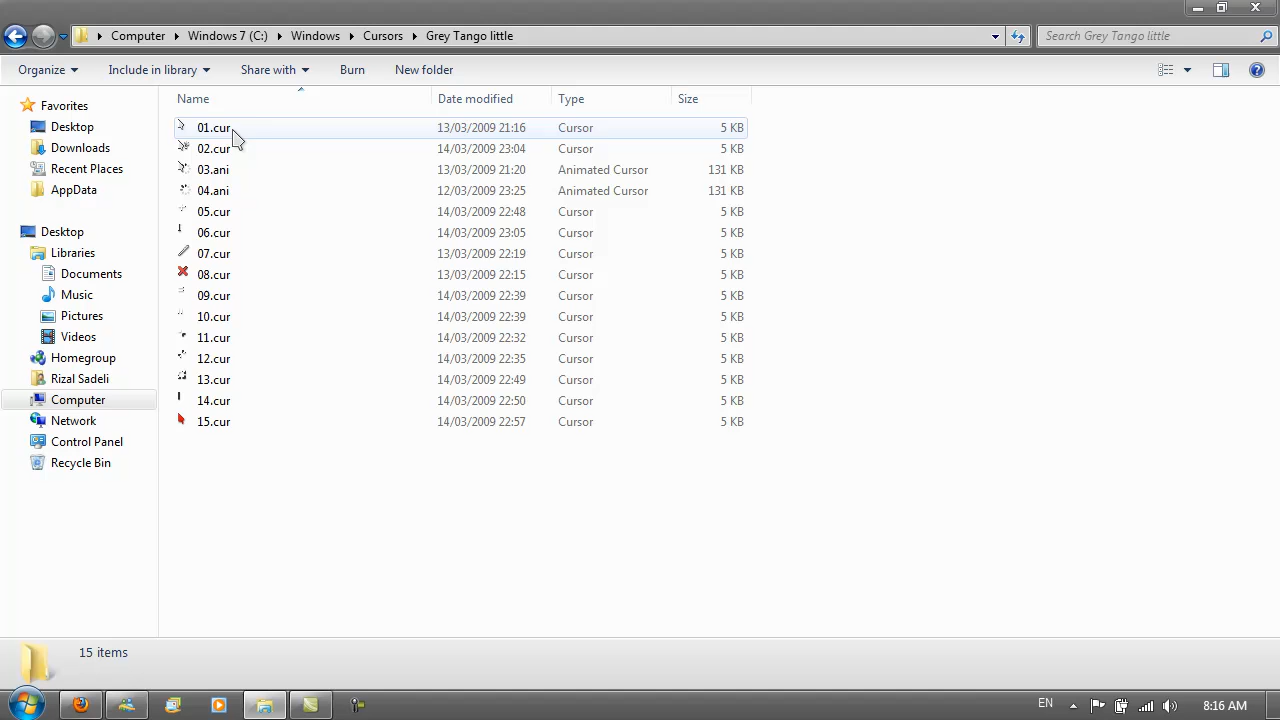 Computer Windows 7 (C:) Windows Cursors Grey Tango little
Search Grey Tango little
Organize Include in library Share with Burn New folder
Name Date modified Type Size
Favorites
Desktop
Downloads
Recent Places
AppData
Desktop
Libraries
Documents
Music
Pictures
Videos
Homegroup
Rizal Sadeli
Computer
Network
Control Panel
Recycle Bin
01.cur 13/03/2009 21:16 Cursor 5 KB
02.cur 14/03/2009 23:04 Cursor 5 KB
03.ani 13/03/2009 21:20 Animated Cursor 131 KB
04.ani 12/03/2009 23:25 Animated Cursor 131 KB
05.cur 14/03/2009 22:48 Cursor 5 KB
06.cur 14/03/2009 23:05 Cursor 5 KB
07.cur 13/03/2009 22:19 Cursor 5 KB
08.cur 13/03/2009 22:15 Cursor 5 KB
09.cur 14/03/2009 22:39 Cursor 5 KB
10.cur 14/03/2009 22:39 Cursor 5 KB
11.cur 14/03/2009 22:32 Cursor 5 KB
12.cur 14/03/2009 22:35 Cursor 5 KB
13.cur 14/03/2009 22:49 Cursor 5 KB
14.cur 14/03/2009 22:50 Cursor 5 KB
15.cur 14/03/2009 22:57 Cursor 5 KB
15 items
EN 8:16 AM